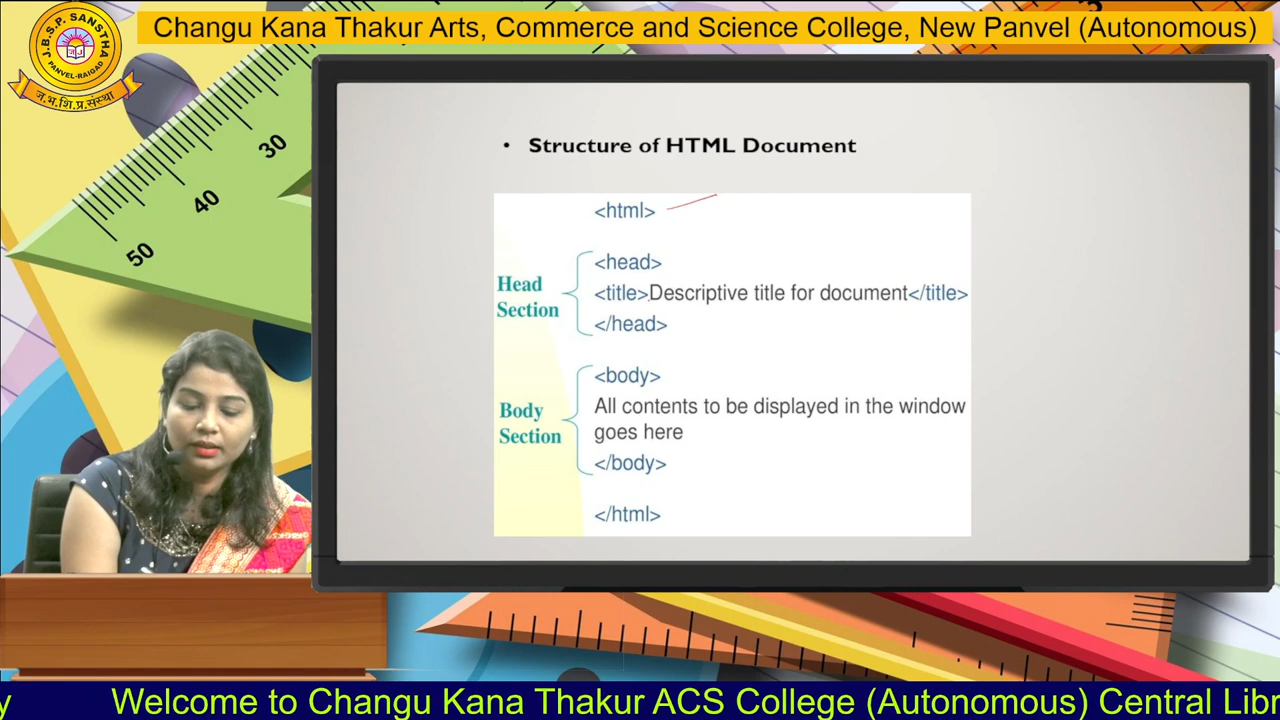 Changu Kana Thakur Arts, Commerce and Science College, New Panvel (Autonomous)
J.B.S.P. SANSTHA
PANVEL-RAIGAD
ज.भ.शि.प्र.संस्था
30
40
50
3
• Structure of HTML Document
<html>
<head>
Head
Section
<title>Descriptive title for document</title>
</head>
<body>
Body
Section
All contents to be displayed in the window
goes here
</body>
</html>
y Welcome to Changu Kana Thakur ACS College (Autonomous) Central Libr